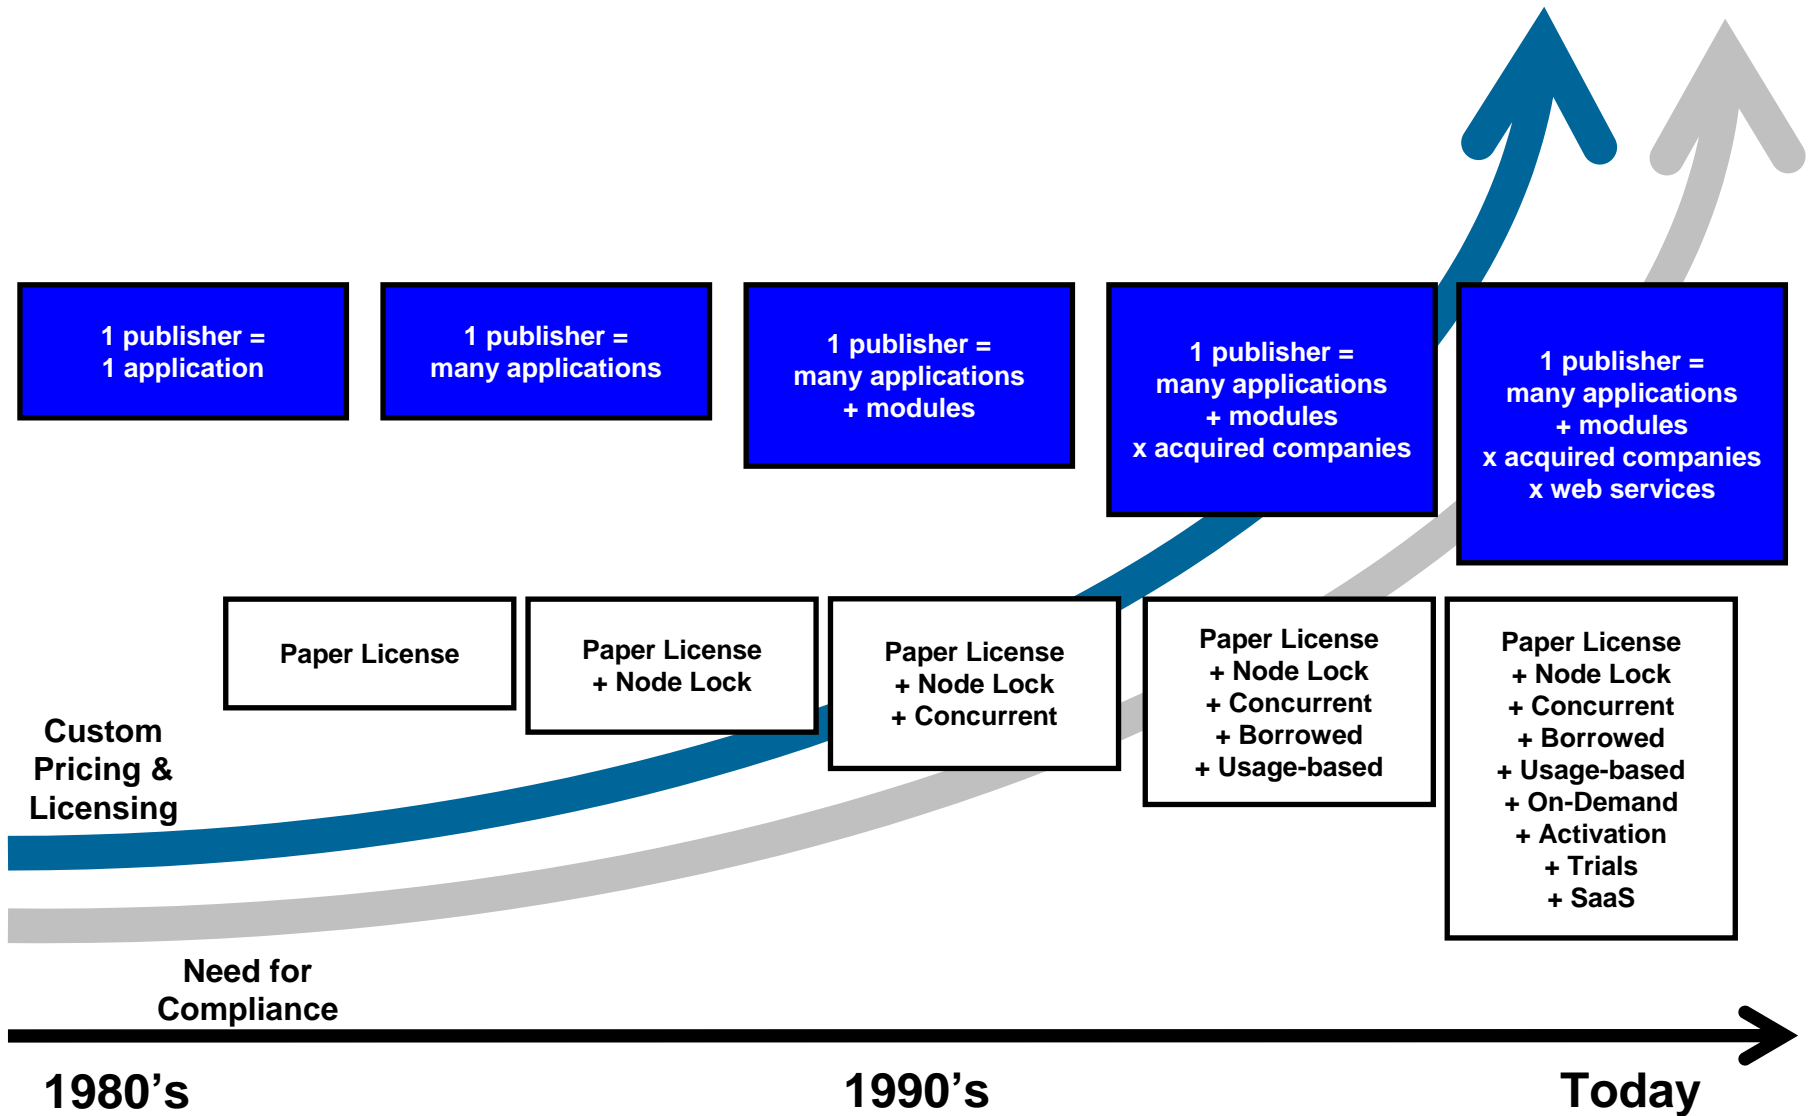 1 publisher =
1 application
1 publisher =
many applications
1 publisher =
many applications
+ modules
1 publisher =
many applications
+ modules
x acquired companies
1 publisher =
many applications
+ modules
x acquired companies
x web services
Paper License
Paper License
+ Node Lock
Paper License
+ Node Lock
+ Concurrent
Paper License
+ Node Lock
+ Concurrent
+ Borrowed
+ Usage-based
Paper License
+ Node Lock
+ Concurrent
+ Borrowed
+ Usage-based
+ On-Demand
+ Activation
+ Trials
+ SaaS
Custom
Pricing &
Licensing
Need for
Compliance
1980’s
1990’s
Today